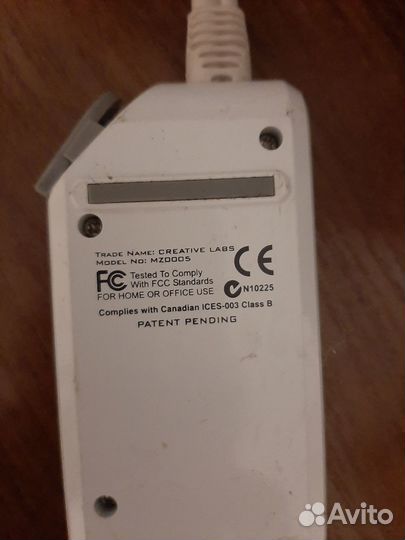 TRADE NAME: CREATIVE LABS
MODEL NO: MZ0005
FC Tested To Comply
With FCC Standards
FOR HOME OR OFFICE USE
CE
N10225
Complies with Canadian ICES-003 Class B
PATENT PENDING
Avito